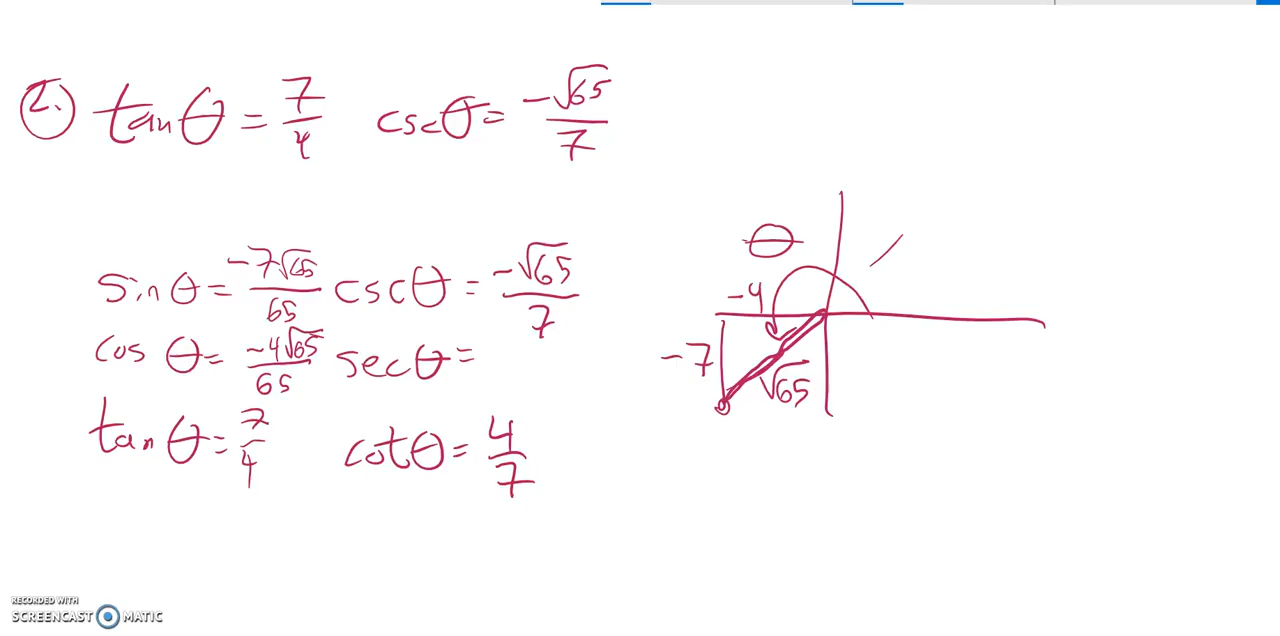 2. tanθ = 7/4 cscθ = -√65/7
sinθ = -7√65/65 cscθ = -√65/7
cosθ = -4√65/65 secθ =
tanθ = 7/4 cotθ = 4/7
θ
-4
-7
√65
RECORDED WITH
SCREENCAST MATIC